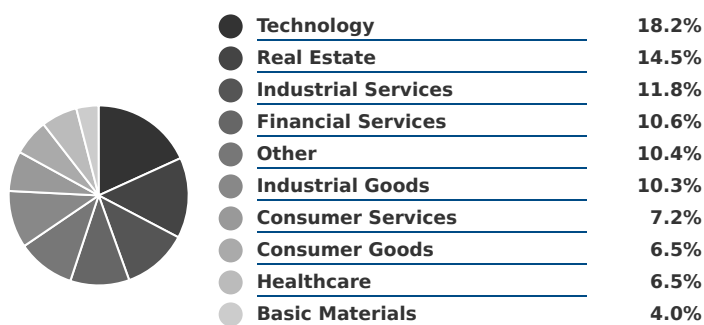 Technology 18.2%
Real Estate 14.5%
Industrial Services 11.8%
Financial Services 10.6%
Other 10.4%
Industrial Goods 10.3%
Consumer Services 7.2%
Consumer Goods 6.5%
Healthcare 6.5%
Basic Materials 4.0%